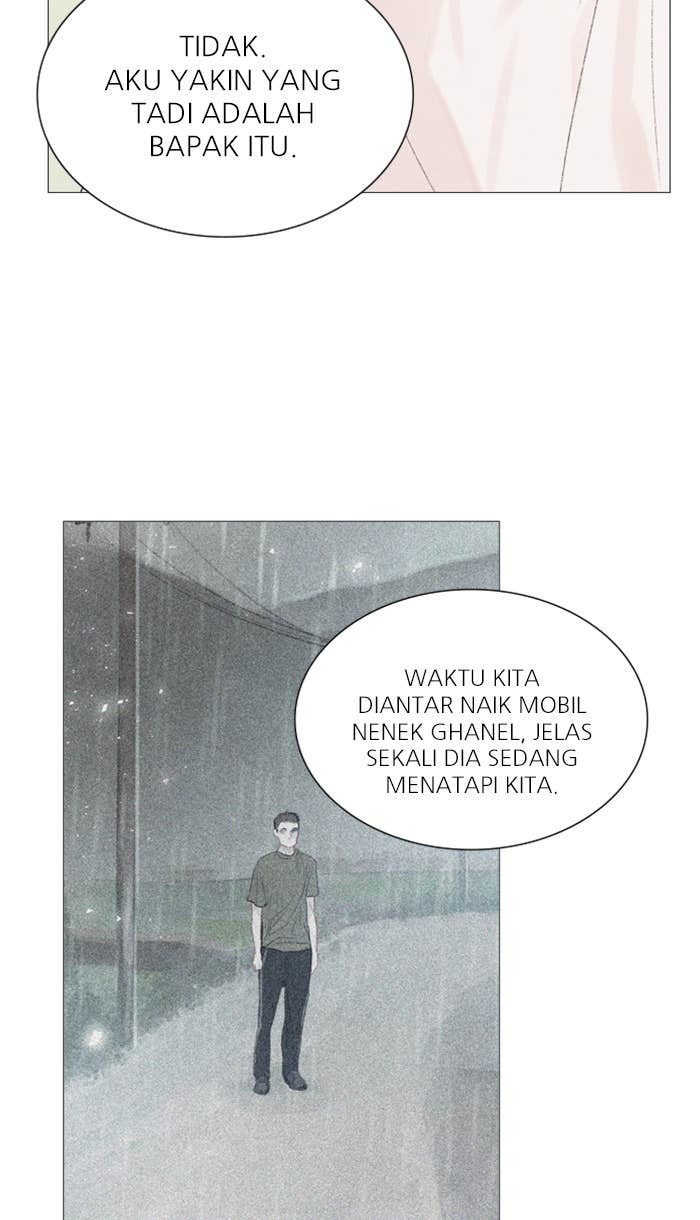 TIDAK.
AKU YAKIN YANG
TADI ADALAH
BAPAK ITU.
WAKTU KITA
DIANTAR NAIK MOBIL
NENEK GHANEL, JELAS
SEKALI DIA SEDANG
MENATAPI KITA.